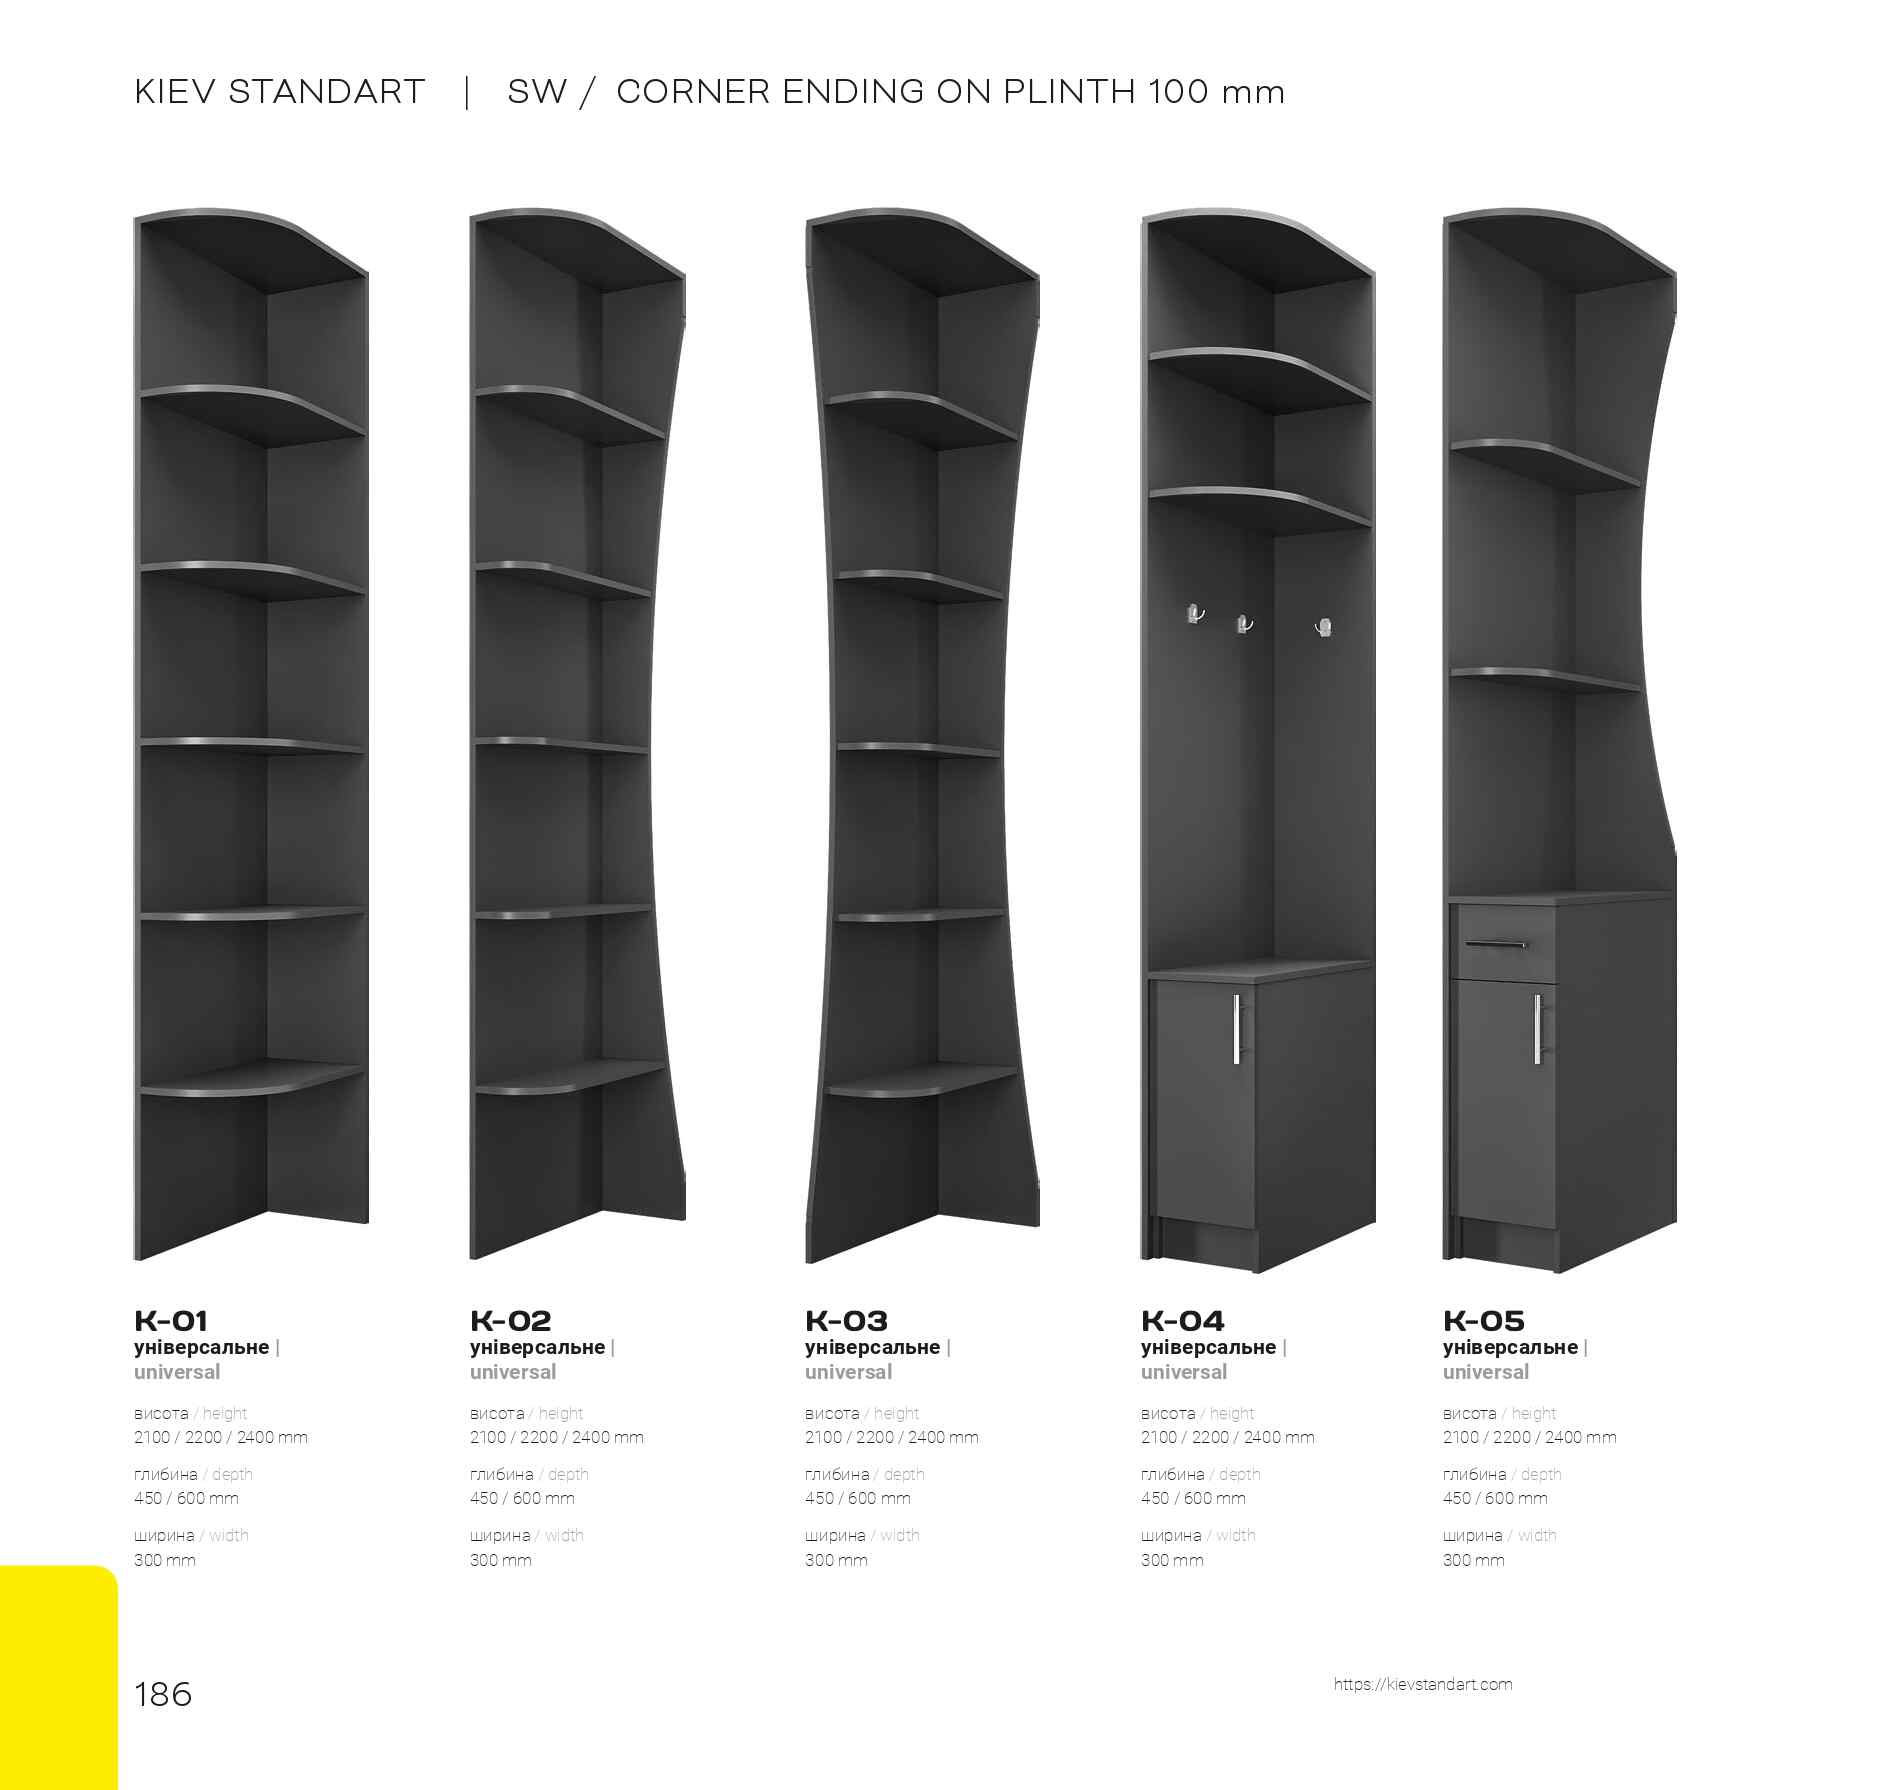 KIEV STANDART | SW / CORNER ENDING ON PLINTH 100 mm
K-01
універсальне |
universal
висота / height
2100 / 2200 / 2400 mm
глибина / depth
450 / 600 mm
ширина / width
300 mm
K-02
універсальне |
universal
висота / height
2100 / 2200 / 2400 mm
глибина / depth
450 / 600 mm
ширина / width
300 mm
K-03
універсальне |
universal
висота / height
2100 / 2200 / 2400 mm
глибина / depth
450 / 600 mm
ширина / width
300 mm
K-04
універсальне |
universal
висота / height
2100 / 2200 / 2400 mm
глибина / depth
450 / 600 mm
ширина / width
300 mm
K-05
універсальне |
universal
висота / height
2100 / 2200 / 2400 mm
глибина / depth
450 / 600 mm
ширина / width
300 mm
186
https://kievstandart.com